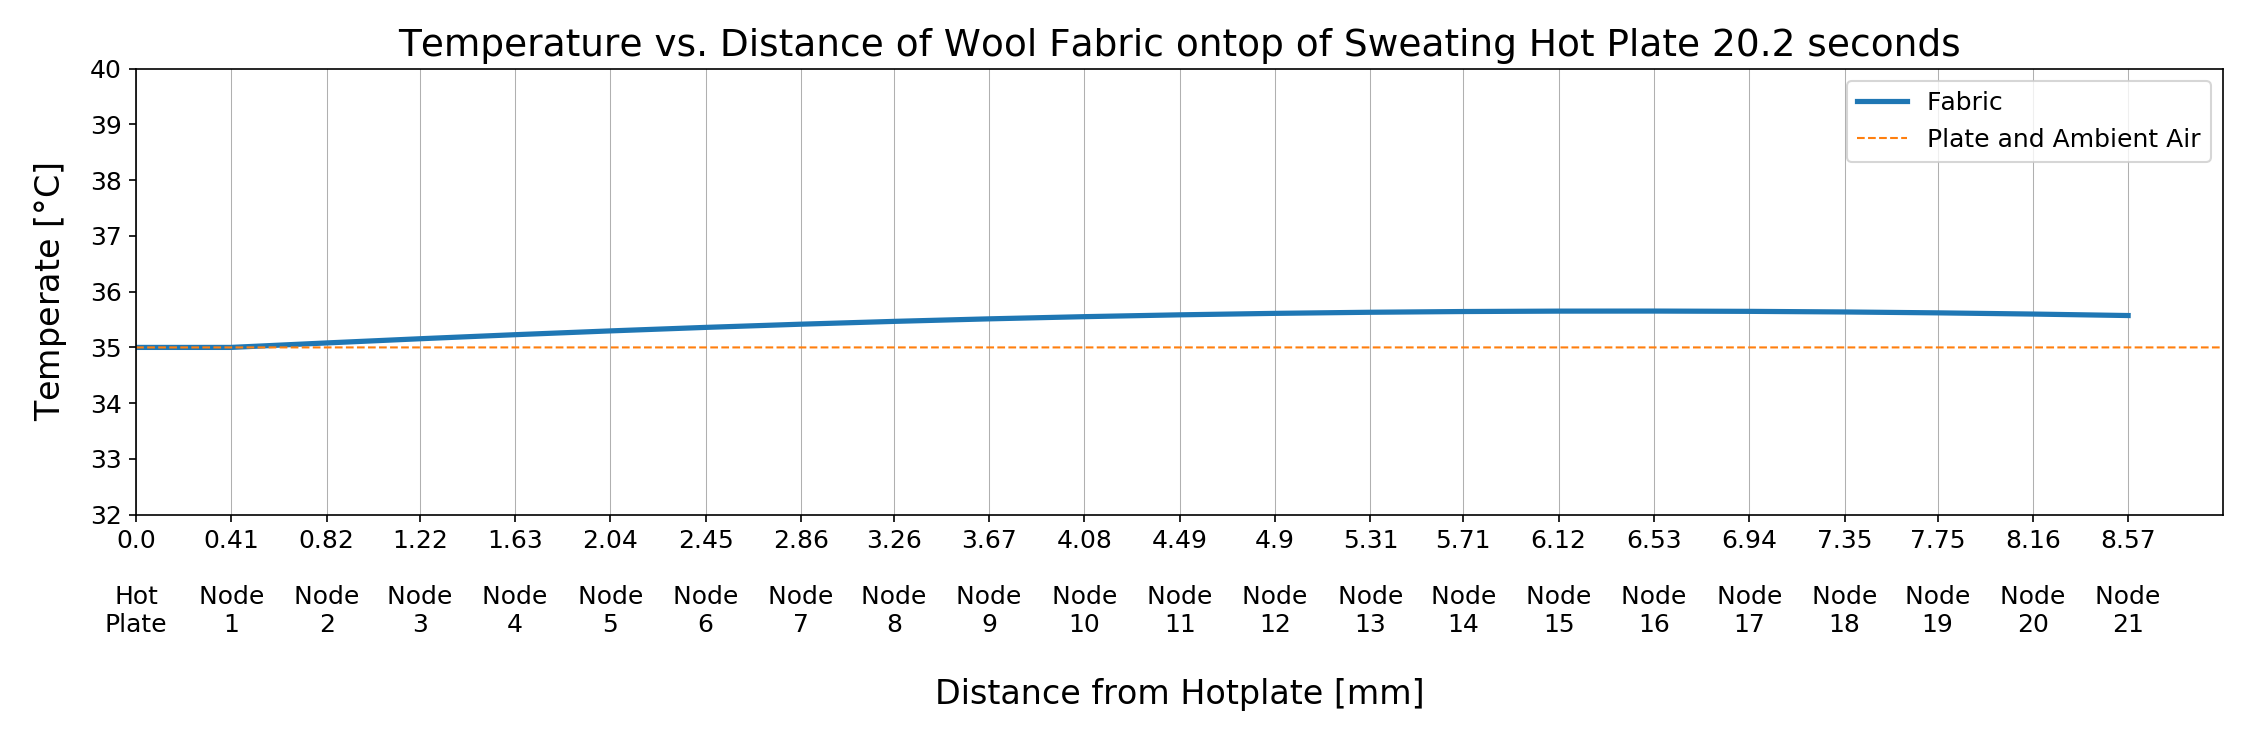 Temperature vs. Distance of Wool Fabric ontop of Sweating Hot Plate 20.2 seconds
Fabric
Plate and Ambient Air
Temperate [°C]
40
39
38
37
36
35
34
33
32
0.0 0.41 0.82 1.22 1.63 2.04 2.45 2.86 3.26 3.67 4.08 4.49 4.9 5.31 5.71 6.12 6.53 6.94 7.35 7.75 8.16 8.57
Hot Node Node Node Node Node Node Node Node Node Node Node Node Node Node Node Node Node Node Node Node Node
Plate 1 2 3 4 5 6 7 8 9 10 11 12 13 14 15 16 17 18 19 20 21
Distance from Hotplate [mm]